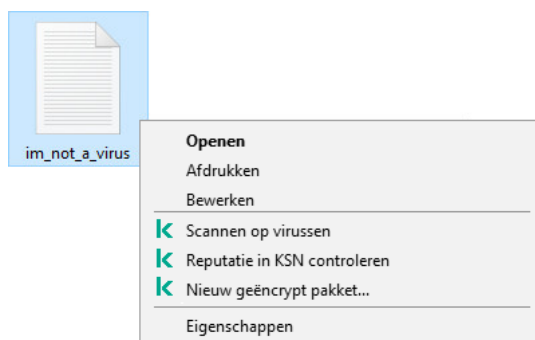 im_not_a_virus
Openen
Afdrukken
Bewerken
Scannen op virussen
Reputatie in KSN controleren
Nieuw geëncrypt pakket...
Eigenschappen